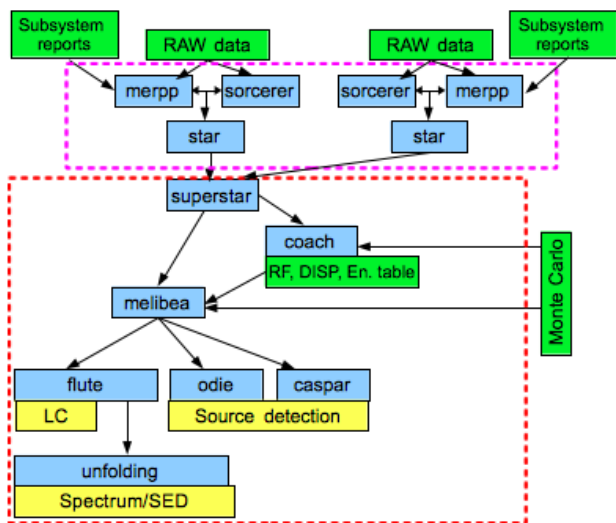 Subsystem
reports
RAW data
RAW data
Subsystem
reports
merpp
sorcerer
sorcerer
merpp
star
star
superstar
coach
RF, DISP, En. table
Monte Carlo
melibea
flute
odie
caspar
LC
Source detection
unfolding
Spectrum/SED